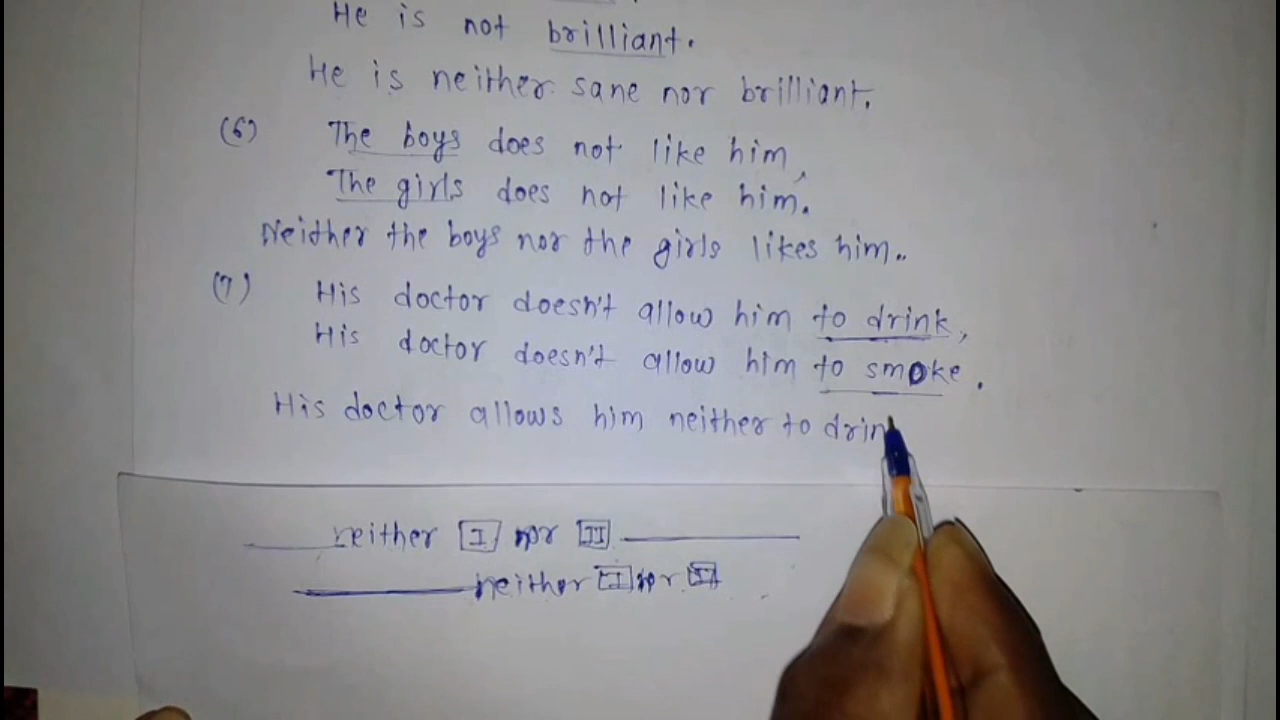 He is not brilliant.
He is neither sane nor brilliant.
(6) The boys does not like him,
The girls does not like him.
Neither the boys nor the girls likes him..
(7) His doctor doesn't allow him to drink,
His doctor doesn't allow him to smoke.
His doctor allows him neither to drin
neither I nor II
neither I nor II